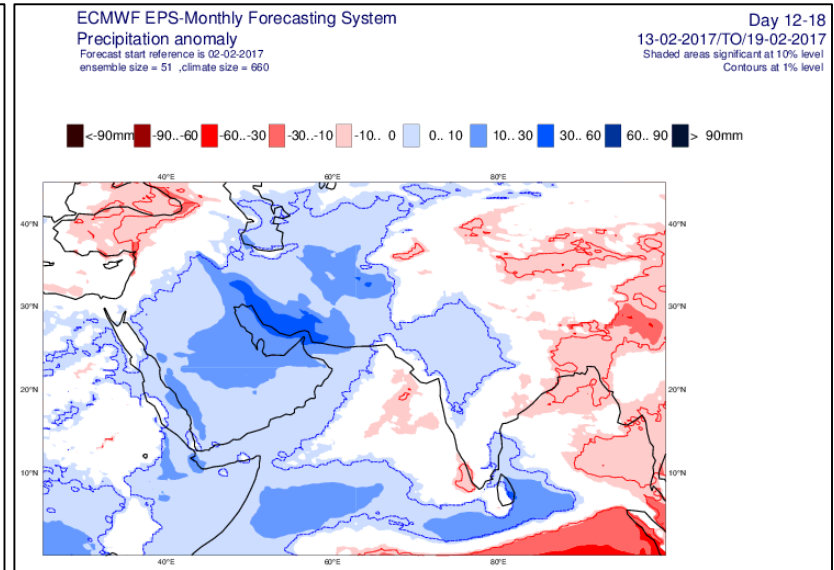 ECMWF EPS-Monthly Forecasting System
Precipitation anomaly
Forecast start reference is 02-02-2017
ensemble size = 51 ,climate size = 660
Day 12-18
13-02-2017/TO/19-02-2017
Shaded areas significant at 10% level
Contours at 1% level
<-90mm -90..-60 -60..-30 -30..-10 -10.. 0 0.. 10 10.. 30 30.. 60 60.. 90 > 90mm
40°E 60°E 80°E
40°N 40°N
30°N 30°N
20°N 20°N
10°N 10°N
40°E 60°E 80°E